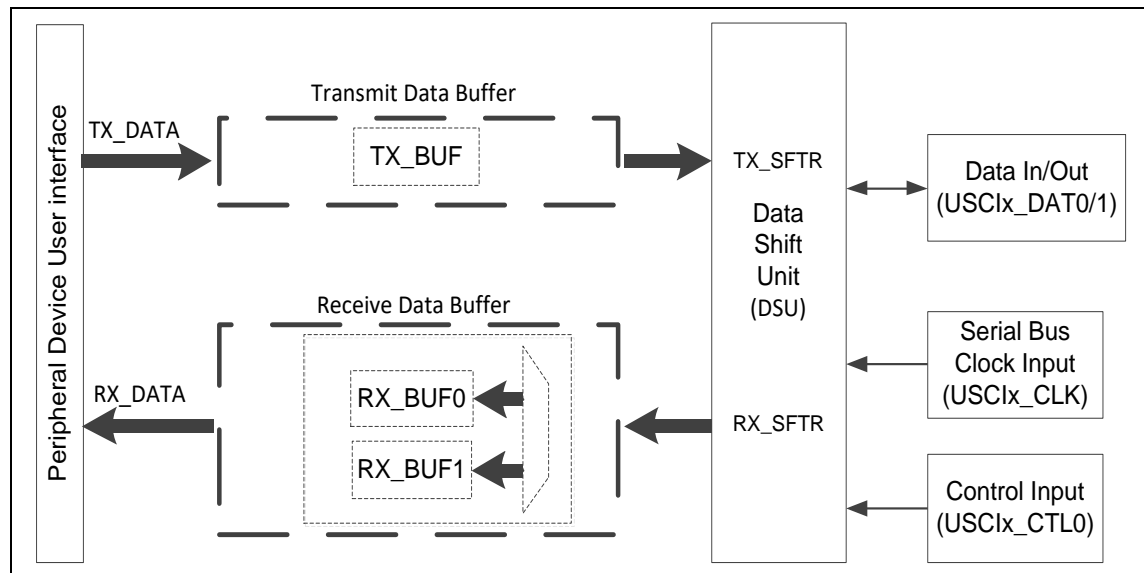 Peripheral Device User interface
TX_DATA
Transmit Data Buffer
TX_BUF
RX_DATA
Receive Data Buffer
RX_BUF0
RX_BUF1
TX_SFTR
Data
Shift
Unit
(DSU)
RX_SFTR
Data In/Out
(USCIx_DAT0/1)
Serial Bus
Clock Input
(USCIx_CLK)
Control Input
(USCIx_CTL0)